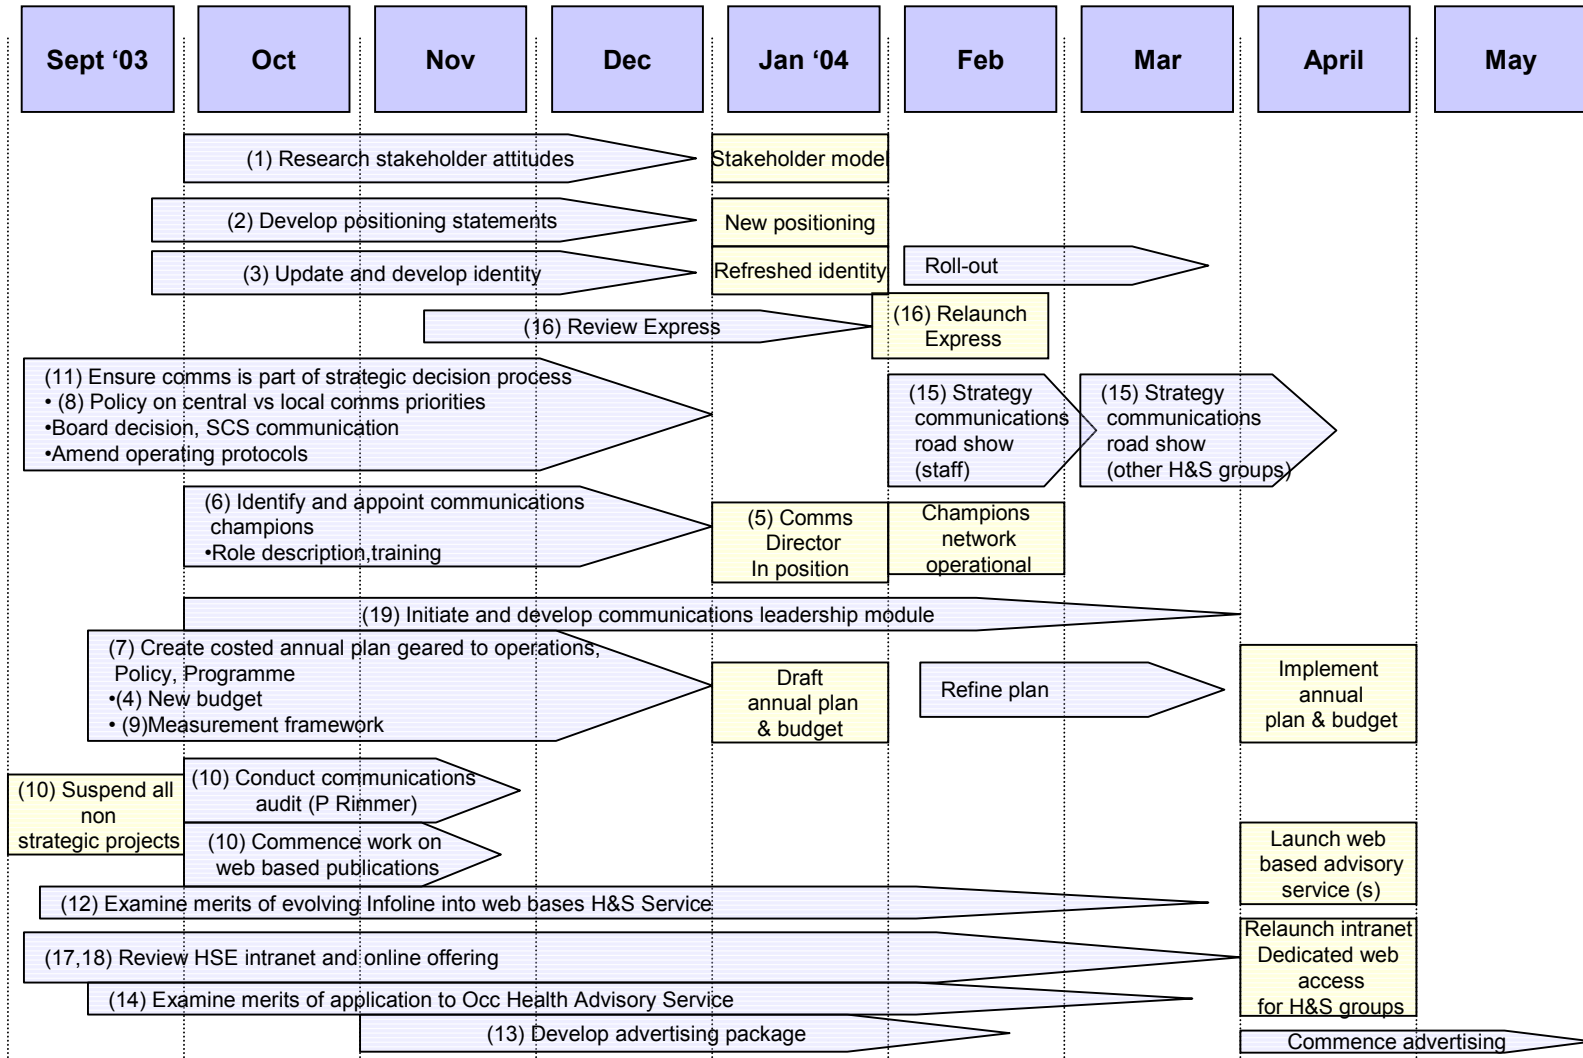 Sept ‘03
Oct
Nov
Dec
Jan ‘04
Feb
Mar
April
May
(1) Research stakeholder attitudes
Stakeholder model
(2) Develop positioning statements
New positioning
(3) Update and develop identity
Refreshed identity
Roll-out
(16) Review Express
(16) Relaunch
Express
(11) Ensure comms is part of strategic decision process
• (8) Policy on central vs local comms priorities
•Board decision, SCS communication
•Amend operating protocols
(15) Strategy
communications
road show
(staff)
(15) Strategy
communications
road show
(other H&S groups)
(6) Identify and appoint communications
champions
•Role description,training
(5) Comms
Director
In position
Champions
network
operational
(19) Initiate and develop communications leadership module
(7) Create costed annual plan geared to operations,
Policy, Programme
•(4) New budget
• (9)Measurement framework
Draft
annual plan
& budget
Refine plan
Implement
annual
plan & budget
(10) Suspend all
non
strategic projects
(10) Conduct communications
audit (P Rimmer)
(10) Commence work on
web based publications
Launch web
based advisory
service (s)
(12) Examine merits of evolving Infoline into web bases H&S Service
(17,18) Review HSE intranet and online offering
Relaunch intranet
Dedicated web
access
for H&S groups
(14) Examine merits of application to Occ Health Advisory Service
(13) Develop advertising package
Commence advertising